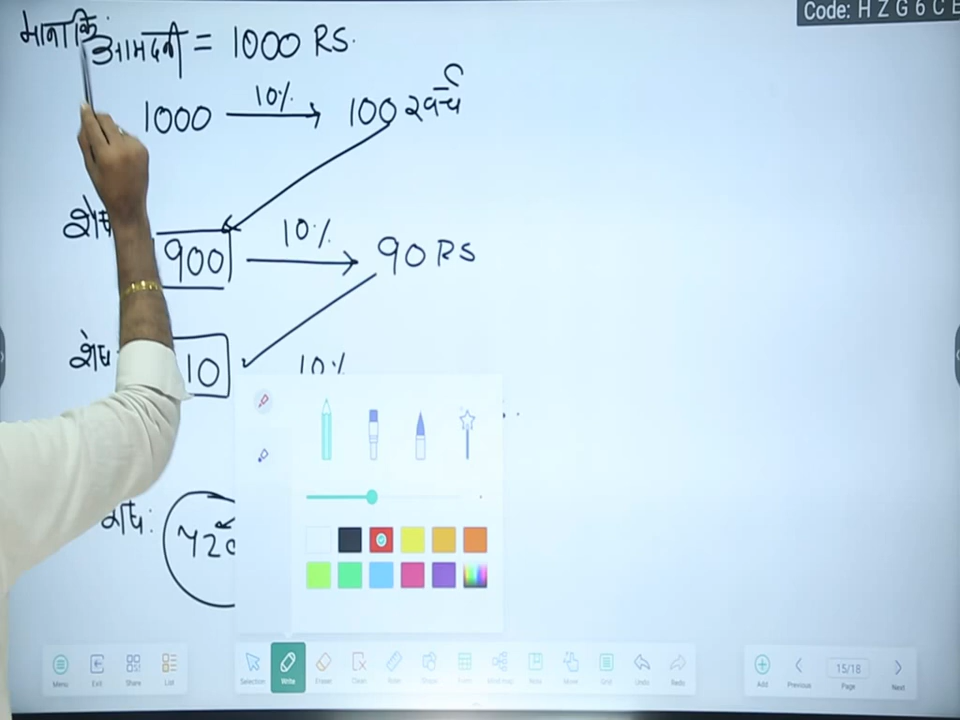 Code: H Z G 6 C E
माना कि
आमदनी = 1000 RS.
1000 10% 100 खर्च
900 10% 90 RS
10 10%
Menu Exit Share List Selection Write Eraser Clean Undo Redo Add Previous 15/18 Page Next